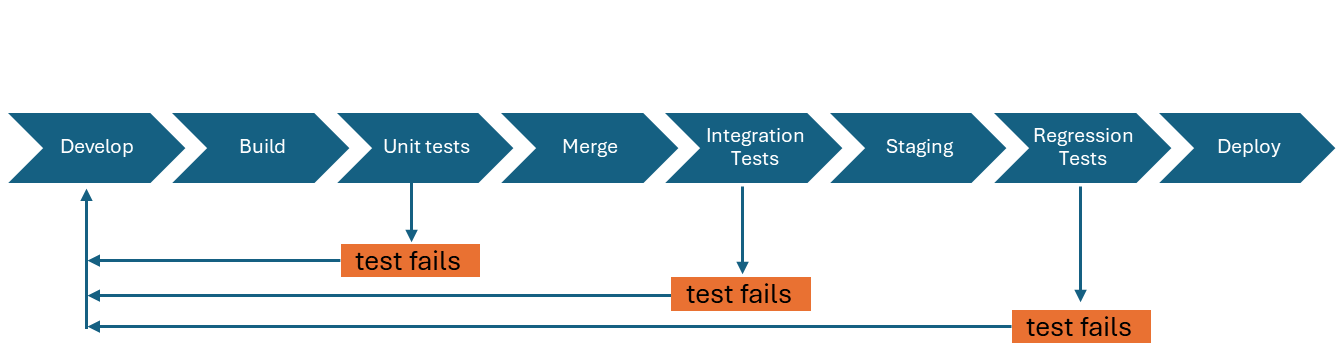 Develop
Build
Unit tests
Merge
Integration
Tests
Staging
Regression
Tests
Deploy
test fails
test fails
test fails